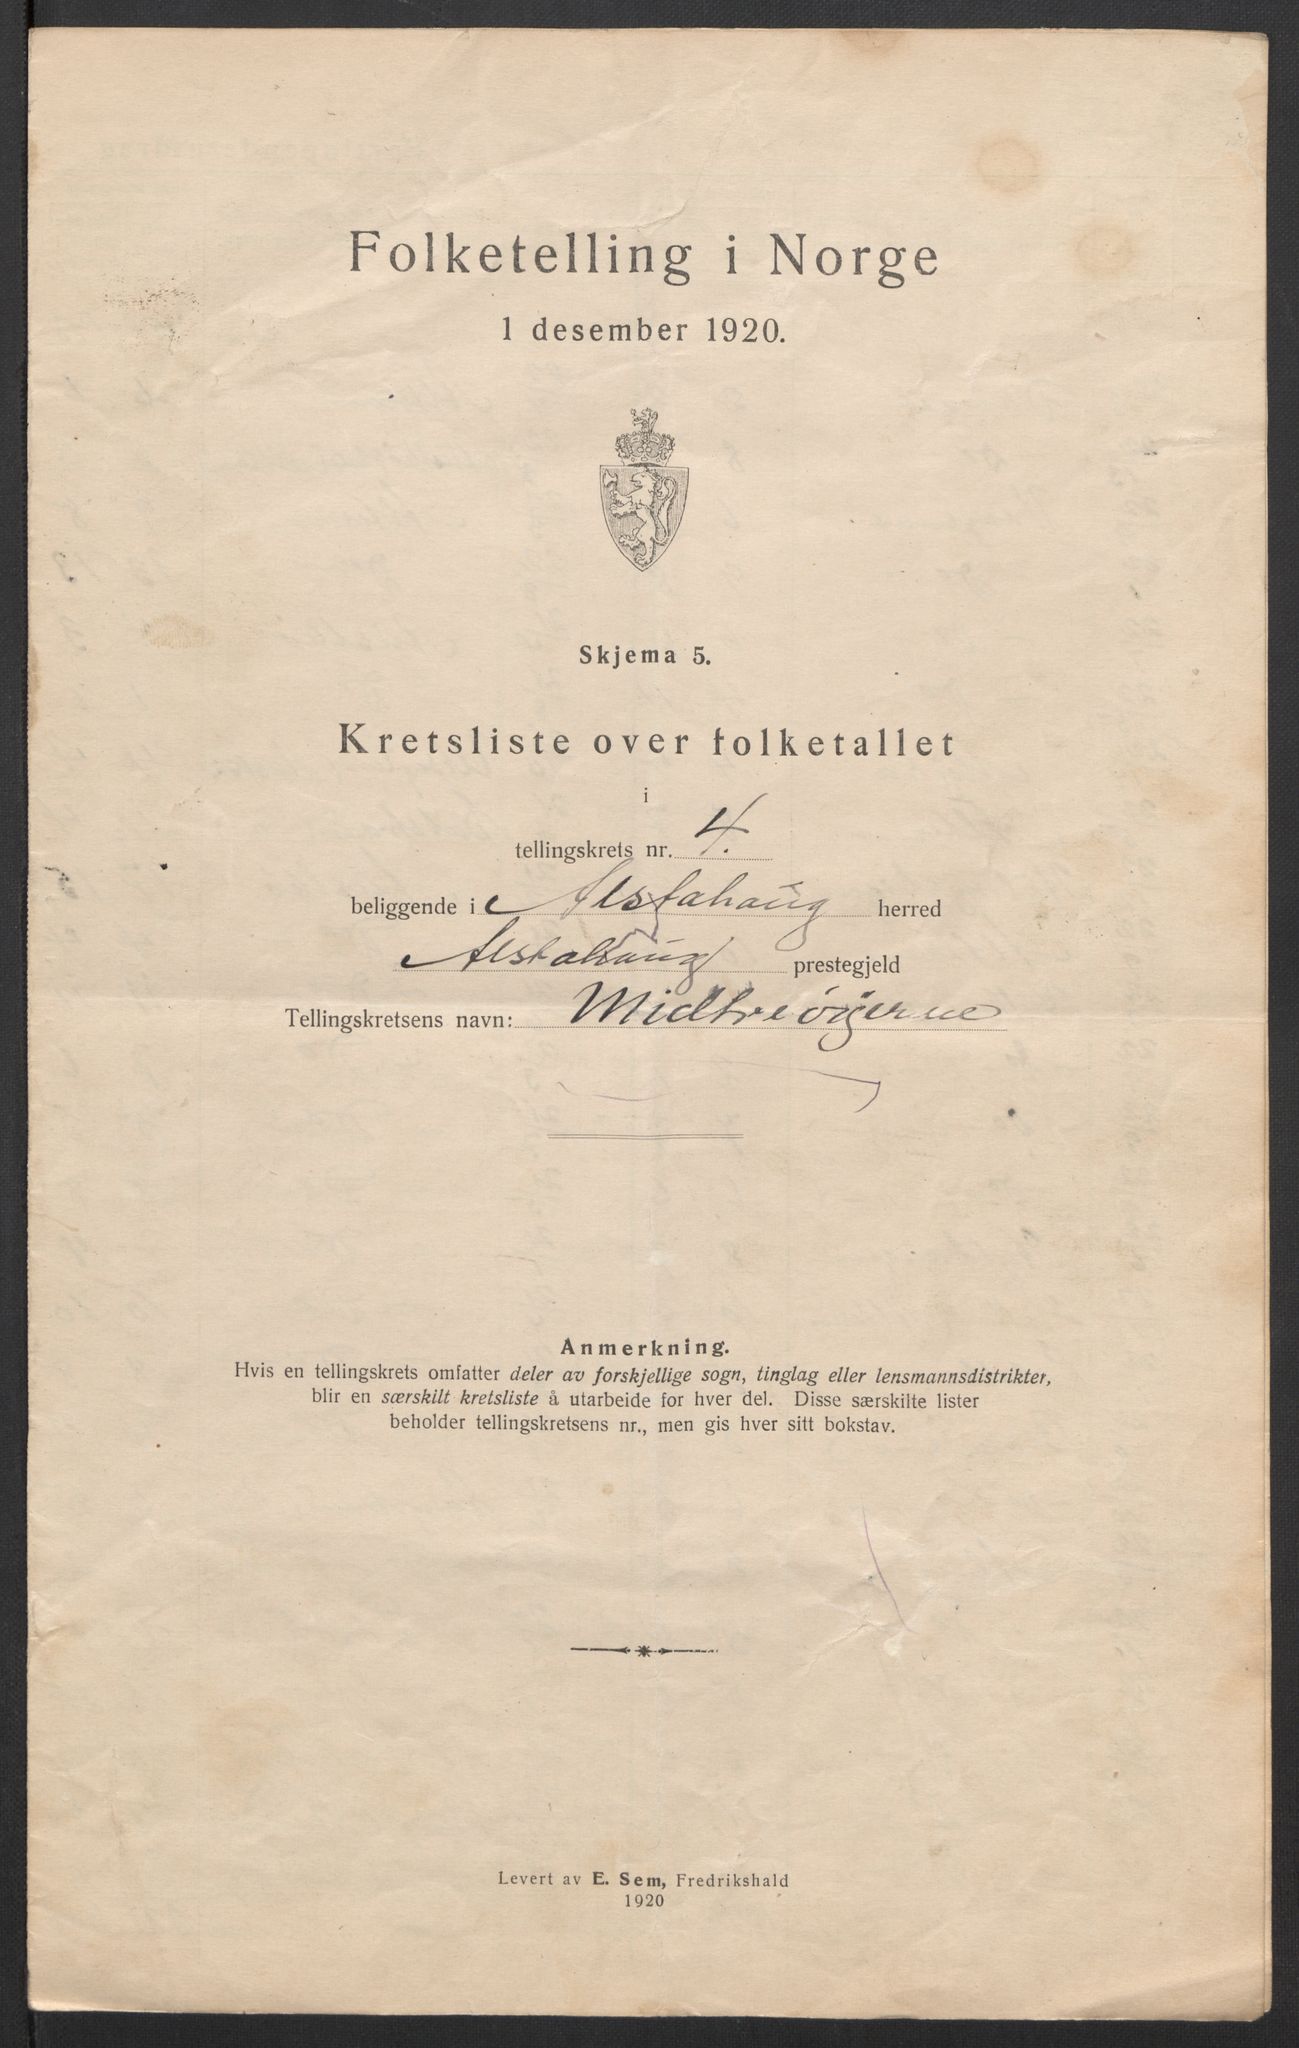 Folketelling i Norge
1 desember 1920.
Skjema 5.
Kretsliste over folketallet
i
tellingskrets nr. 4.
beliggende i Alstahaug herred
Alstahaug prestegjeld
Tellingskretsens navn: Midtreøyerne
Anmerkning.
Hvis en tellingskrets omfatter deler av forskjellige sogn, tinglag eller lensmannsdistrikter,
blir en særskilt kretsliste å utarbeide for hver del. Disse særskilte lister
beholder tellingskretsens nr., men gis hver sitt bokstav.
Levert av E. Sem, Fredrikshald
1920